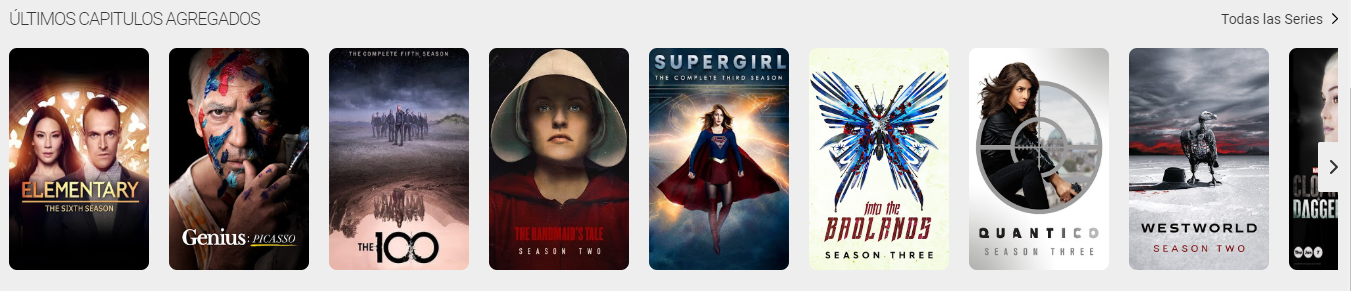 ÚLTIMOS CAPITULOS AGREGADOS
Todas las Series
ELEMENTARY
THE SIXTH SEASON
Genius: PICASSO
THE COMPLETE FIFTH SEASON
THE 100
THE HANDMAID'S TALE
SEASON TWO
SUPERGIRL
THE COMPLETE THIRD SEASON
into the
BADLANDS
SEASON THREE
QUANTICO
SEASON THREE
WESTWORLD
SEASON TWO